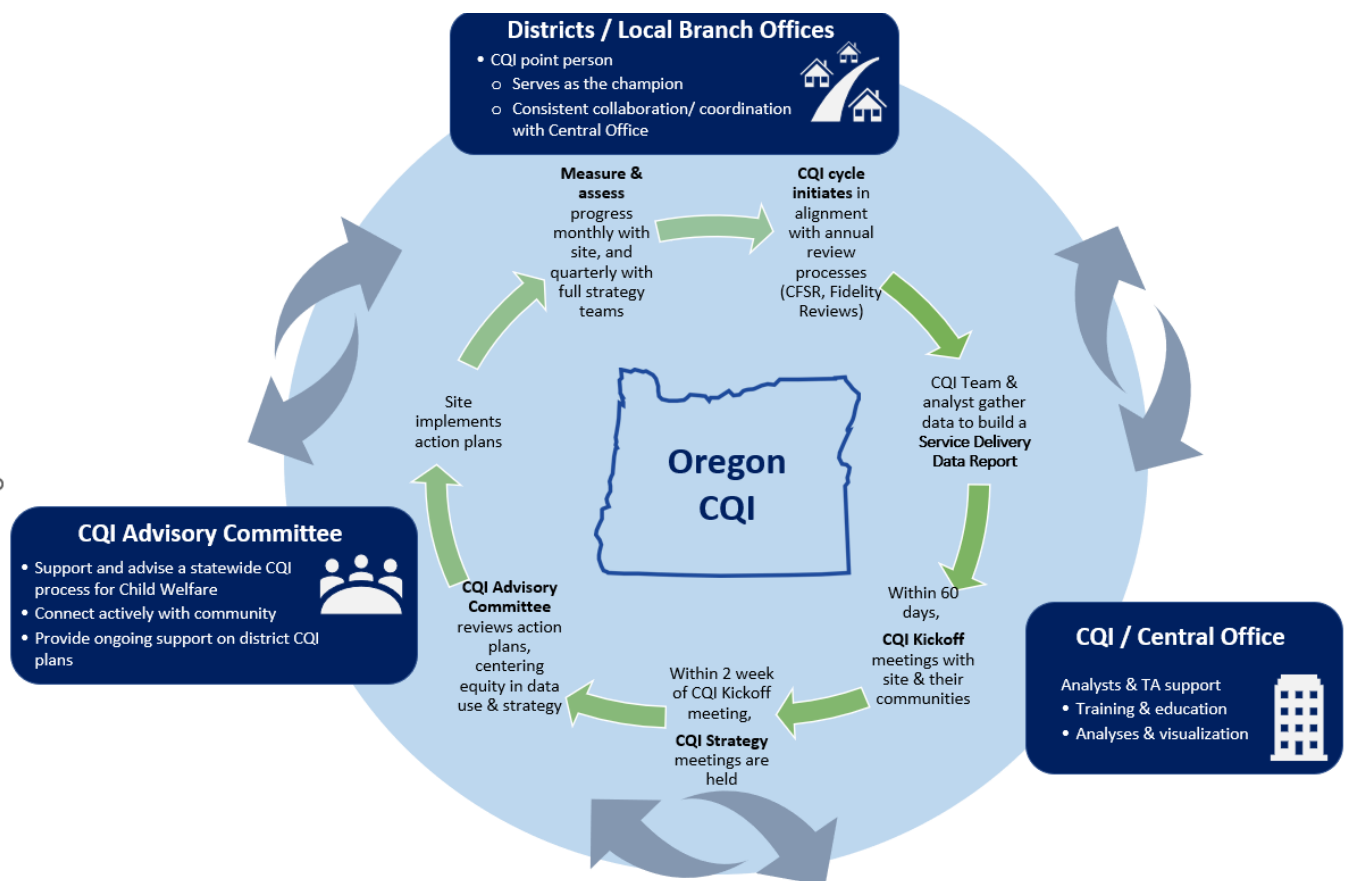 Districts / Local Branch Offices
• CQI point person
o Serves as the champion
o Consistent collaboration/ coordination
with Central Office
Measure &
assess
progress
monthly with
site, and
quarterly with
full strategy
teams
CQI cycle
initiates in
alignment
with annual
review
processes
(CFSR, Fidelity
Reviews)
CQI Team &
analyst gather
data to build a
Service Delivery
Data Report
Within 60
days,
CQI Kickoff
meetings with
site & their
communities
Within 2 week
of CQI Kickoff
meeting,
CQI Strategy
meetings are
held
CQI Advisory
Committee
reviews action
plans,
centering
equity in data
use & strategy
Site
implements
action plans
Oregon
CQI
CQI Advisory Committee
• Support and advise a statewide CQI
process for Child Welfare
• Connect actively with community
• Provide ongoing support on district CQI
plans
CQI / Central Office
Analysts & TA support
• Training & education
• Analyses & visualization